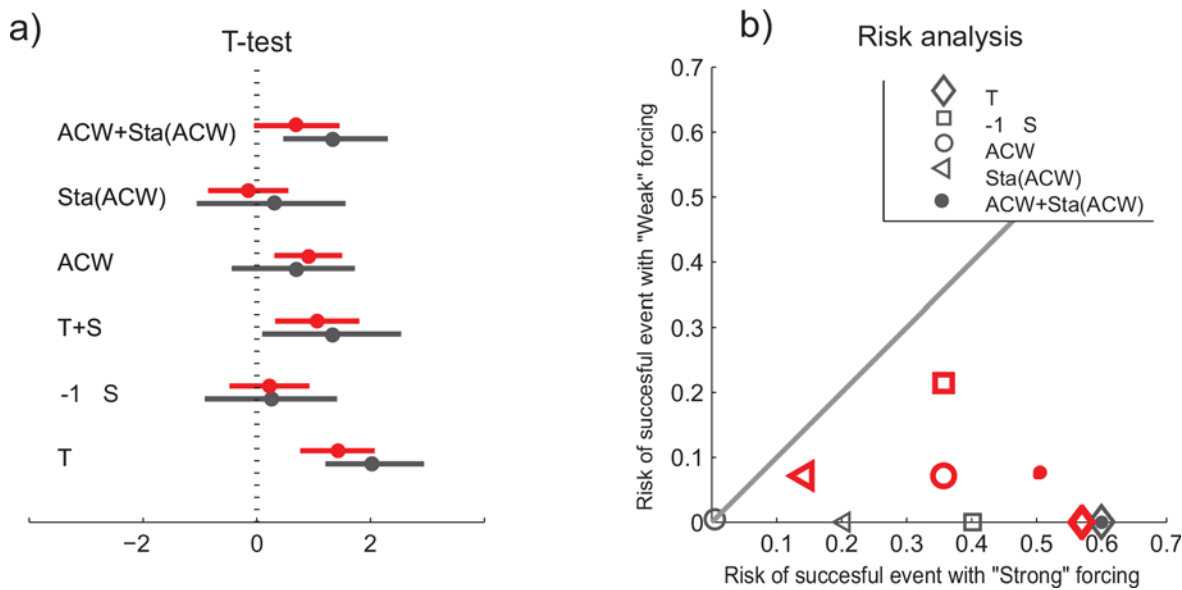 a)
T-test
ACW+Sta(ACW)
Sta(ACW)
ACW
T+S
-1 S
T
−2 0 2
b)
Risk analysis
Risk of succesful event with "Weak" forcing
0.7
0.6
0.5
0.4
0.3
0.2
0.1
0
T
-1 S
ACW
Sta(ACW)
ACW+Sta(ACW)
0.1 0.2 0.3 0.4 0.5 0.6 0.7
Risk of succesful event with "Strong" forcing